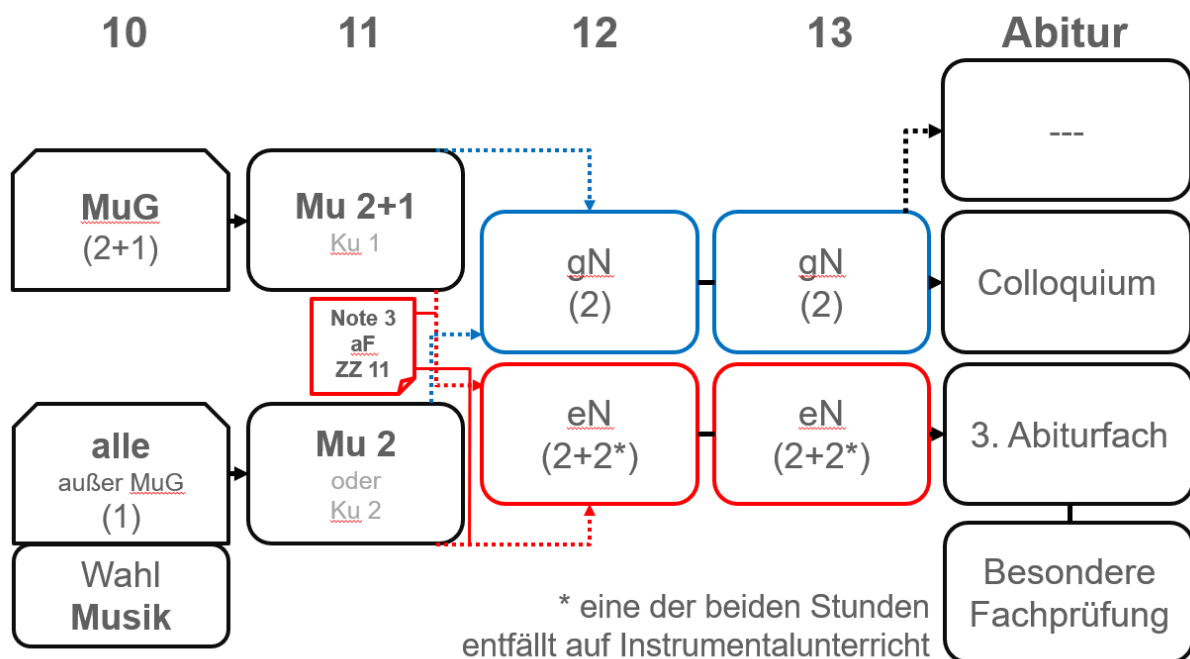 10
11
12
13
Abitur
---
MuG
(2+1)
Mu 2+1
Ku 1
gN
(2)
gN
(2)
Colloquium
Note 3
aF
ZZ 11
alle
außer MuG
(1)
Mu 2
oder
Ku 2
eN
(2+2*)
eN
(2+2*)
3. Abiturfach
Wahl
Musik
Besondere
Fachprüfung
* eine der beiden Stunden
entfällt auf Instrumentalunterricht